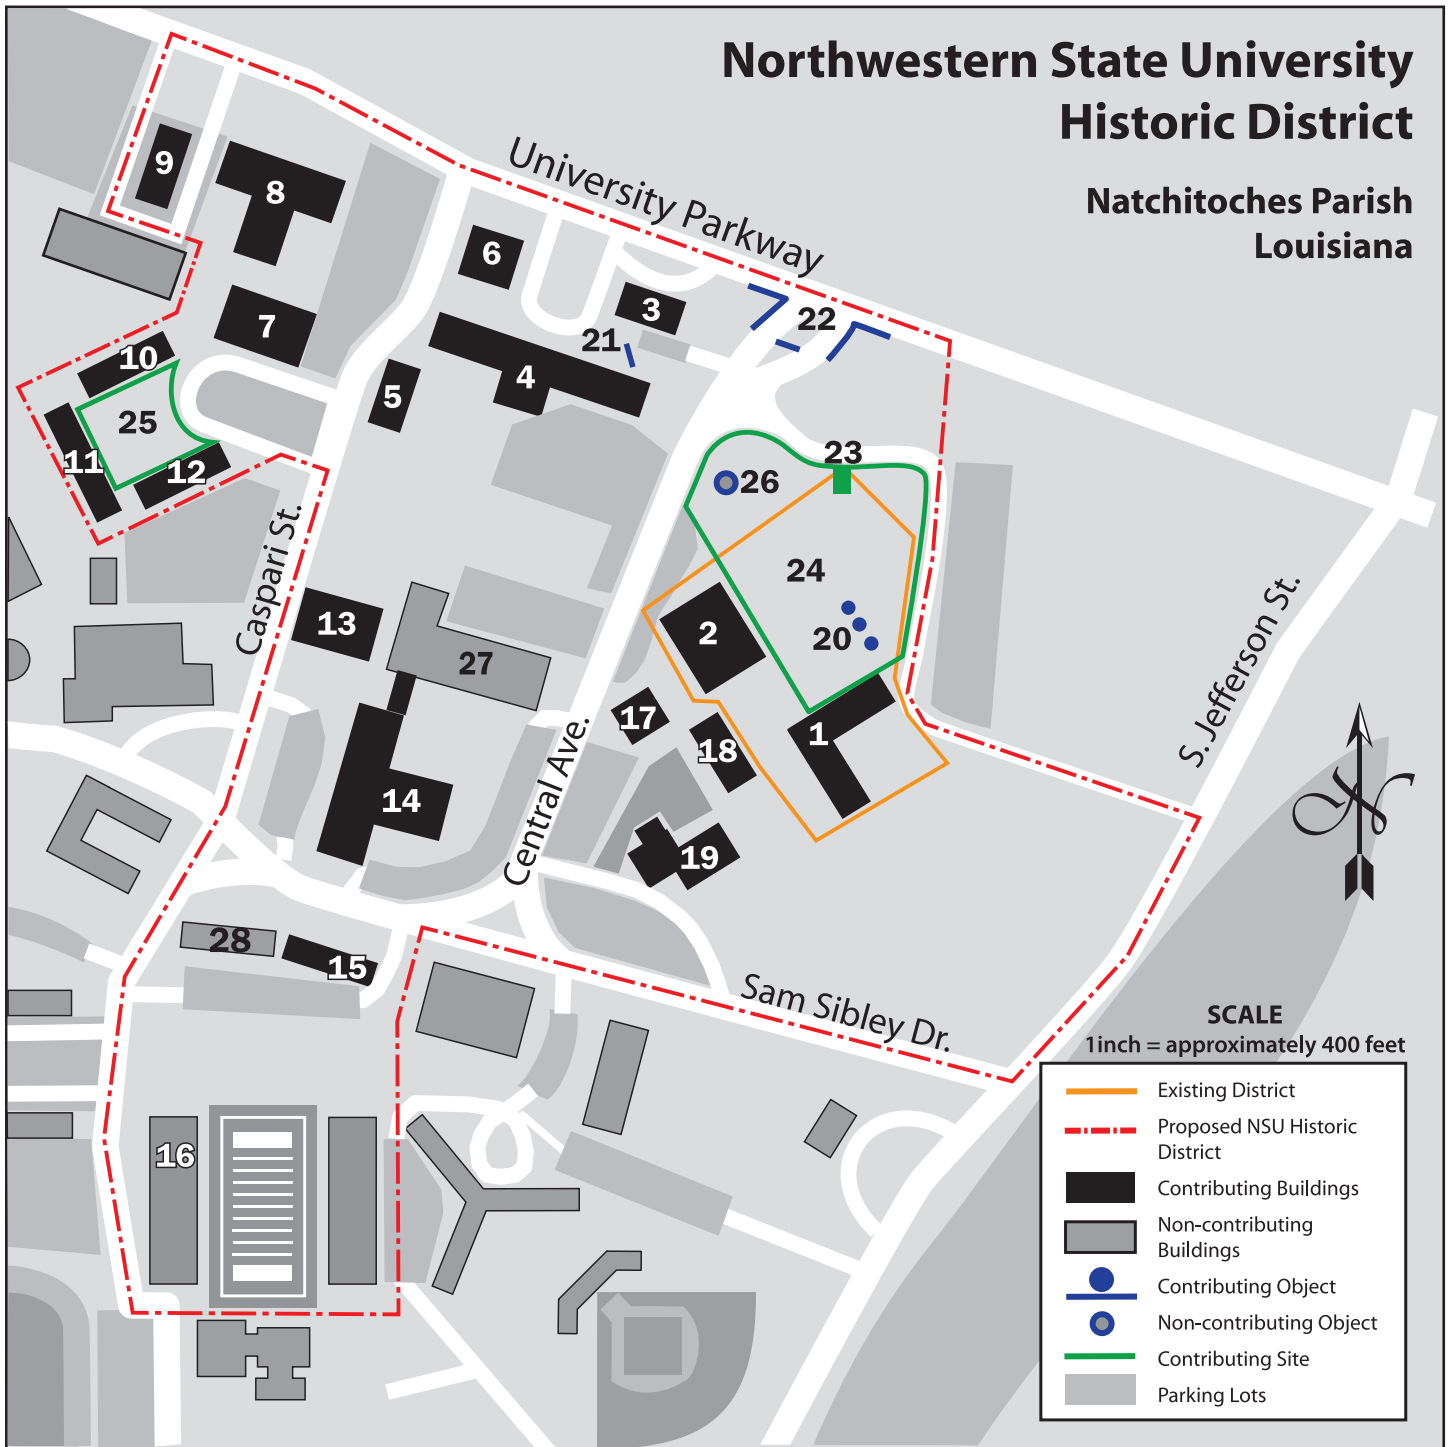 Northwestern State University
Historic District
Natchitoches Parish
Louisiana
University Parkway
9
8
6
3
22
7
21
10
4
5
25
23
11
12
26
Caspari St.
24
13
2
20
27
S. Jefferson St.
17
18
1
14
Central Ave.
19
28
15
Sam Sibley Dr.
16
SCALE
1inch = approximately 400 feet
Existing District
Proposed NSU Historic
District
Contributing Buildings
Non-contributing
Buildings
Contributing Object
Non-contributing Object
Contributing Site
Parking Lots
N